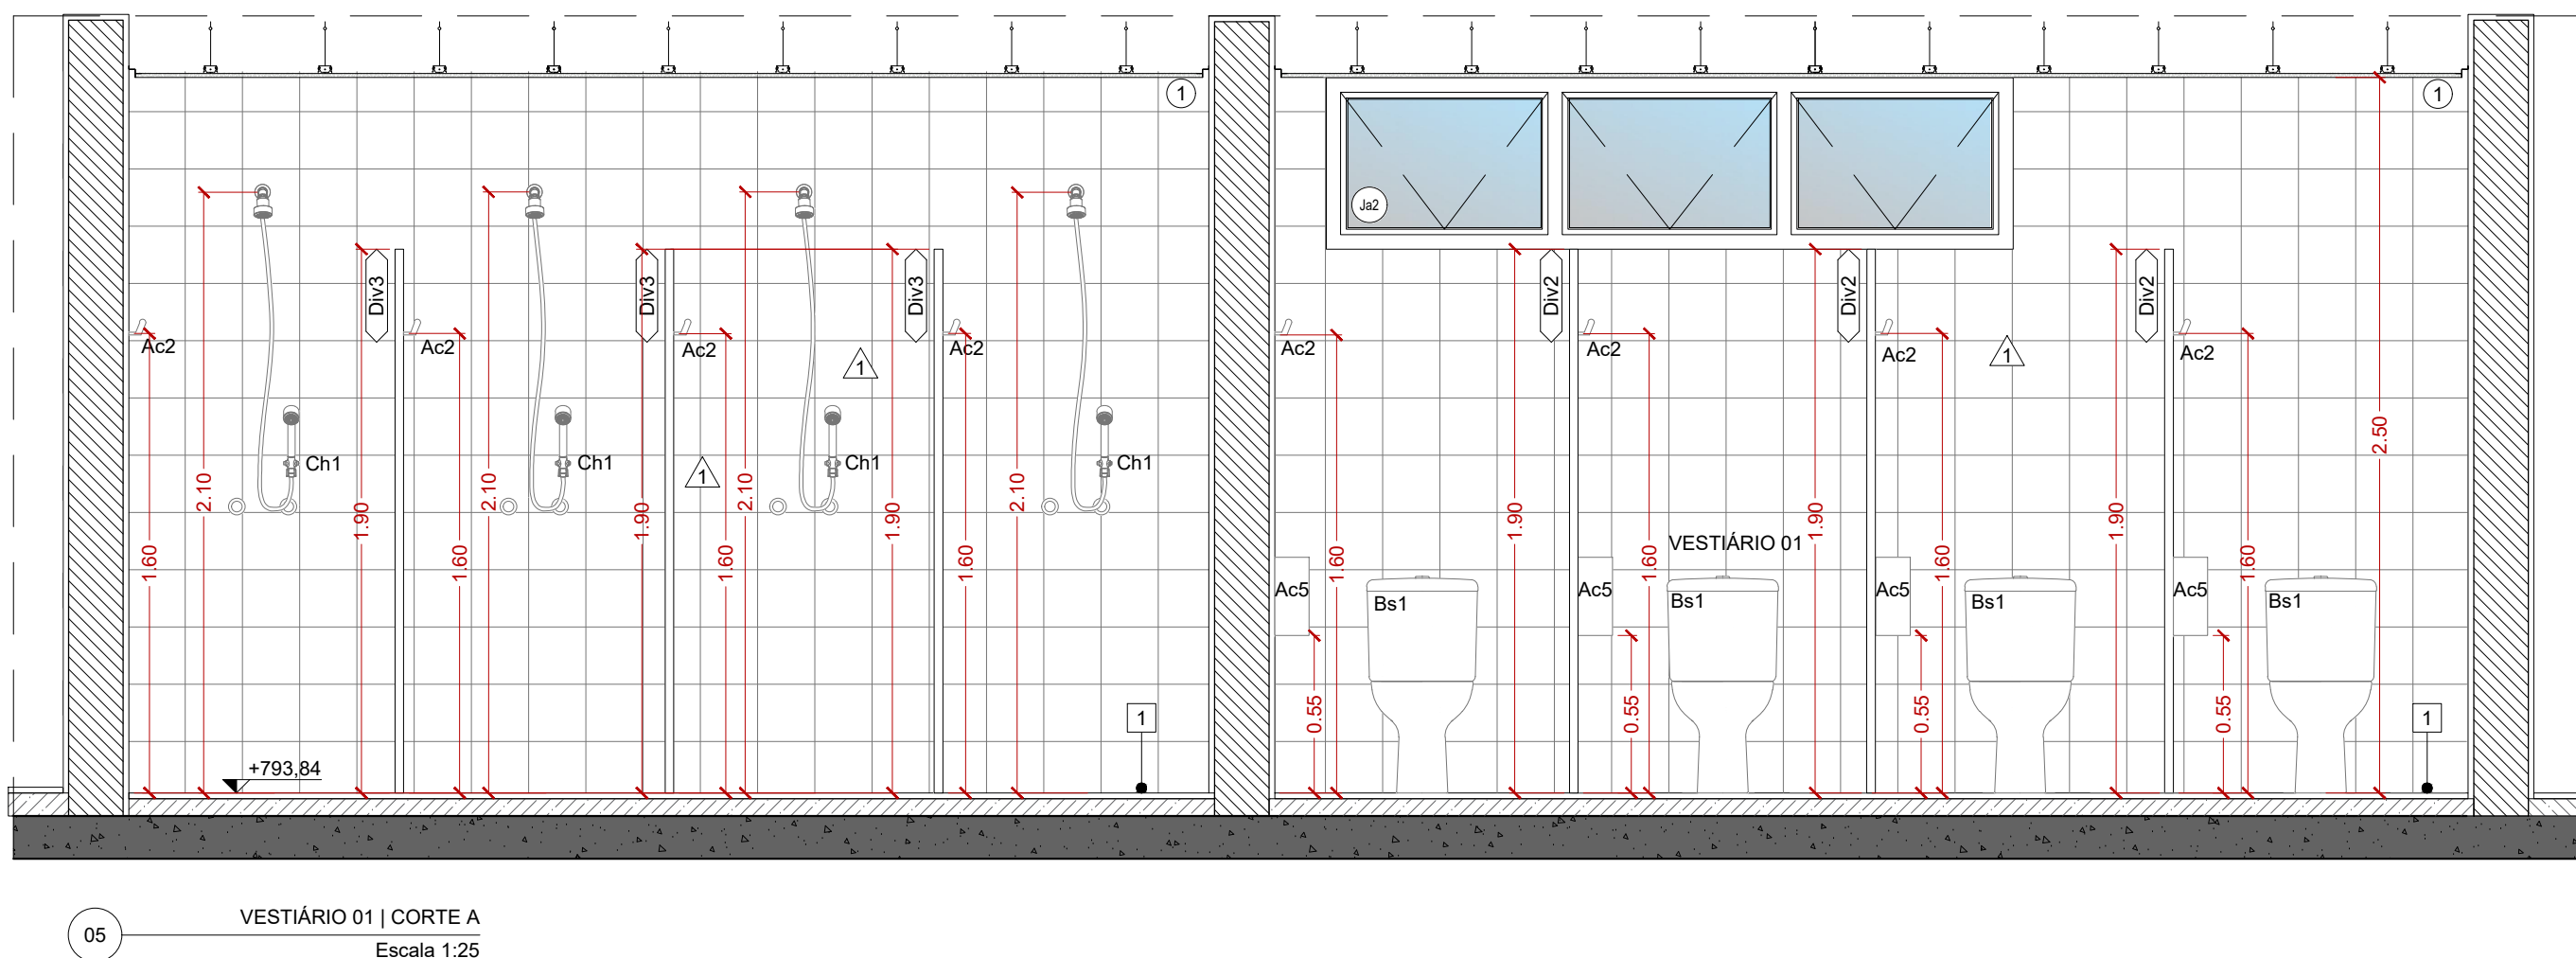 1
1
Ja2
Div3
Div3
Div3
Div2
Div2
Div2
Ac2
Ac2
Ac2
Ac2
Ac2
Ac2
Ac2
Ac2
1
1
Ch1
Ch1
Ch1
Ch1
2.10
2.10
2.10
2.10
2.50
1.90
1.90
1.90
1.90
1.90
1.90
VESTIÁRIO 01
1.60
1.60
1.60
1.60
1.60
1.60
1.60
1.60
Ac5
Ac5
Ac5
Ac5
Bs1
Bs1
Bs1
Bs1
0.55
0.55
0.55
0.55
1
1
+793,84
05
VESTIÁRIO 01 | CORTE A
Escala 1:25